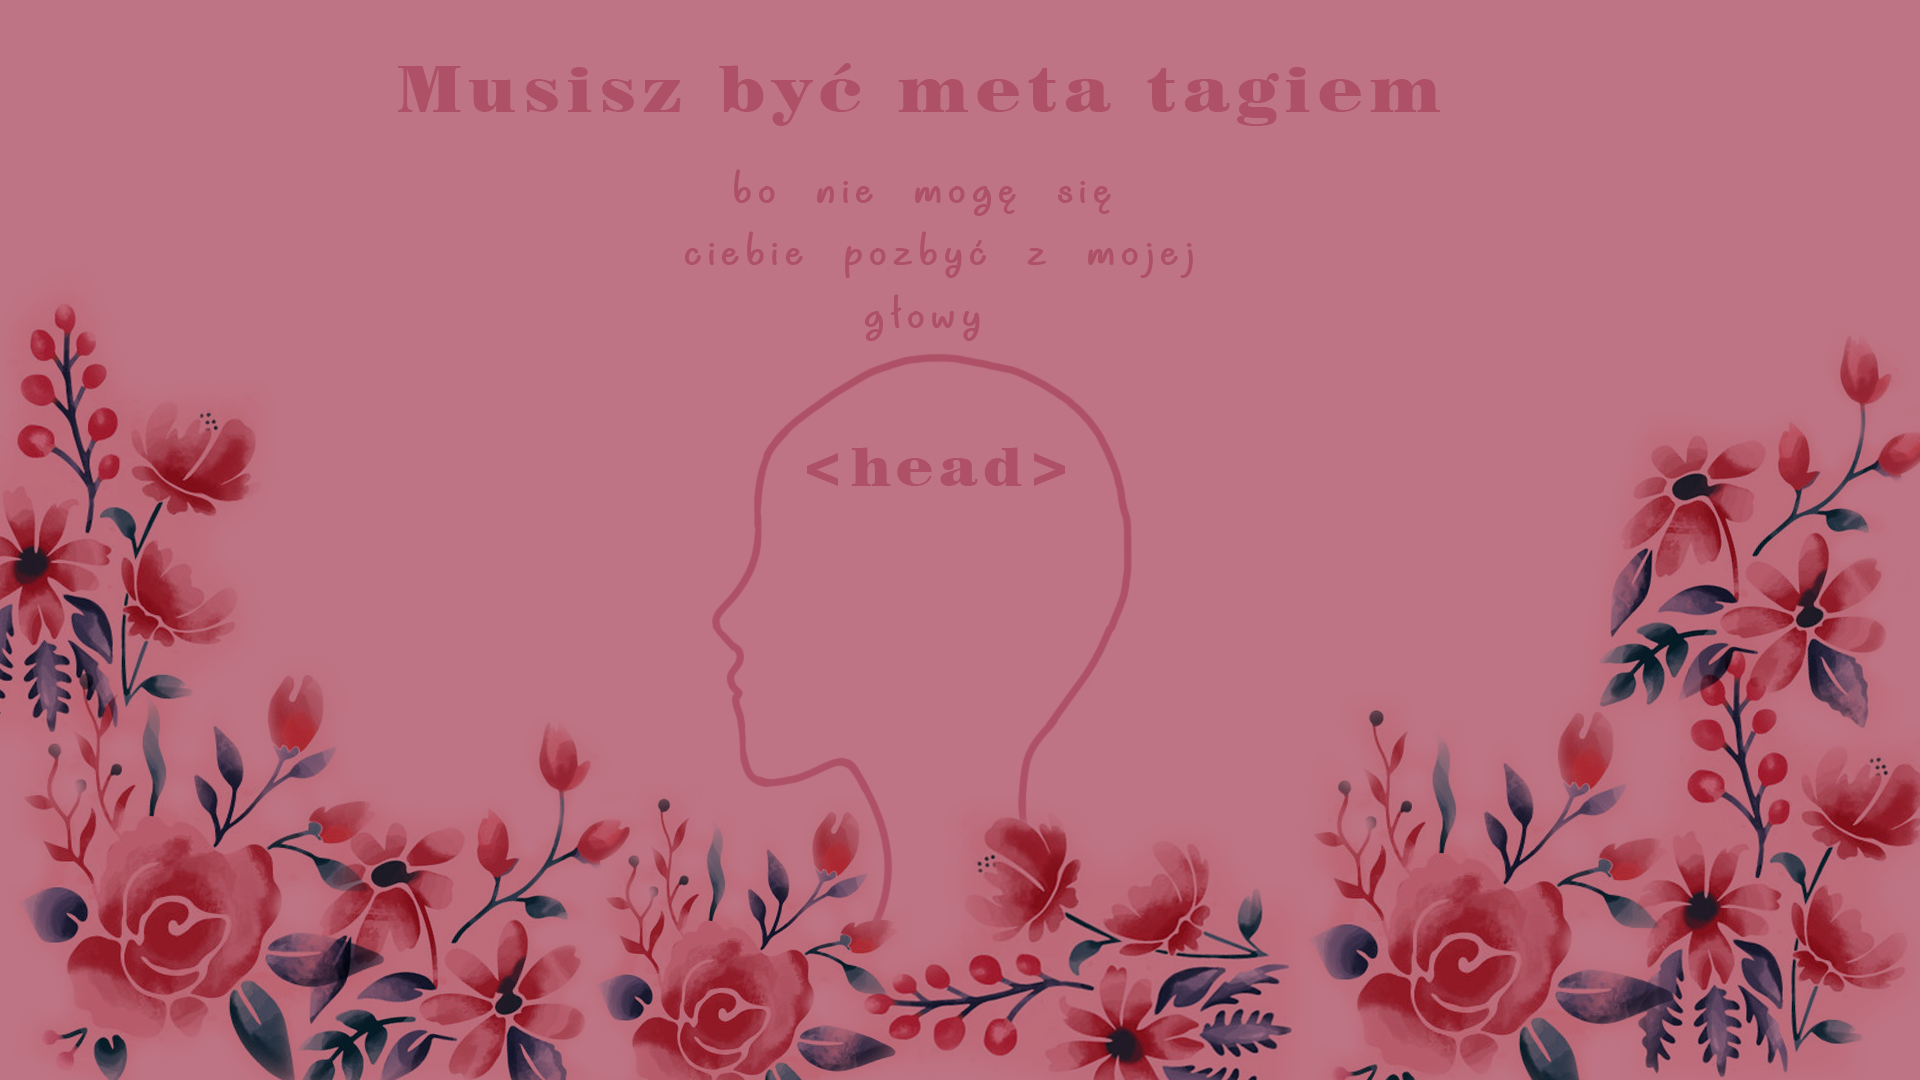 Musisz być meta tagiem
bo nie mogę się
ciebie pozbyć z mojej
głowy
<head>